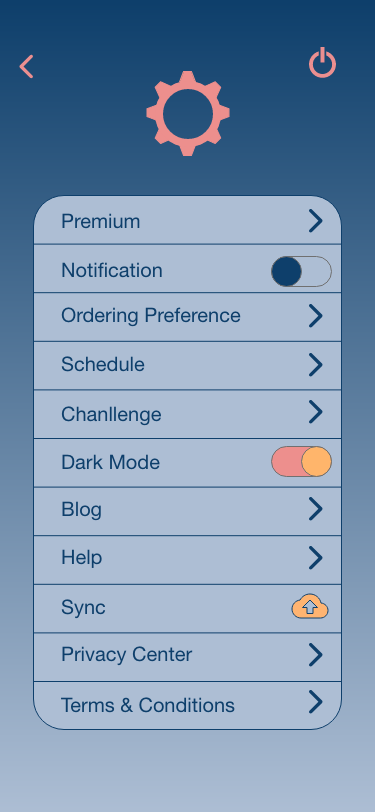 Premium
Notification
Ordering Preference
Schedule
Chanllenge
Dark Mode
Blog
Help
Sync
Privacy Center
Terms & Conditions